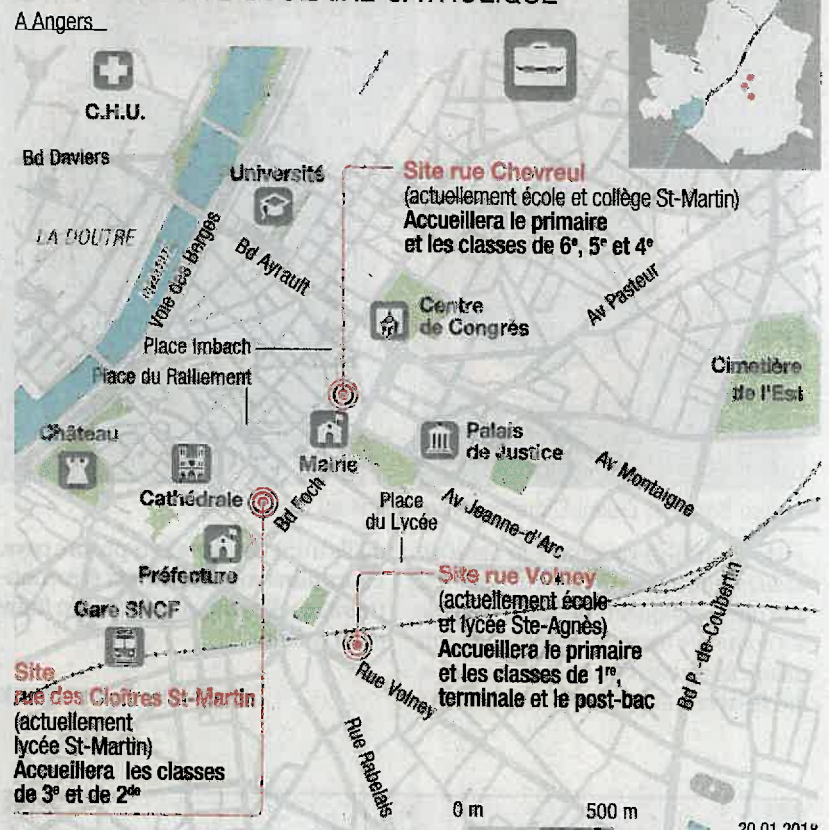 A Angers
C.H.U.
Bd Daviers
Université
Site rue Chevreul
(actuellement école et collège St-Martin)
Accueillera le primaire
et les classes de 6e, 5e et 4e
LA DOUTRE
Voie des Berges
Bd Ayrault
Centre
de Congrès
Av Pasteur
Place Imbach
Place du Ralliement
Cimetière
de l'Est
Château
Mairie
Palais
de Justice
Cathédrale
Bd Foch
Place
du Lycée
Av Jeanne-d'Arc
Av Montaigne
Préfecture
Gare SNCF
Site rue Volney
(actuellement école
et lycée Ste-Agnès)
Accueillera le primaire
et les classes de 1re,
terminale et le post-bac
Bd P.-de-Coubertin
Site
rue des Cloîtres St-Martin
(actuellement
lycée St-Martin)
Accueillera les classes
de 3e et de 2de
Rue Volney
Rue Rabelais
0 m
500 m
20.01.2018